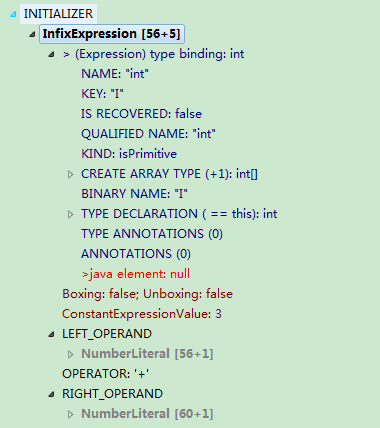 INITIALIZER
InfixExpression [56+5]
> (Expression) type binding: int
NAME: "int"
KEY: "I"
IS RECOVERED: false
QUALIFIED NAME: "int"
KIND: isPrimitive
CREATE ARRAY TYPE (+1): int[]
BINARY NAME: "I"
TYPE DECLARATION ( == this): int
TYPE ANNOTATIONS (0)
ANNOTATIONS (0)
>java element: null
Boxing: false; Unboxing: false
ConstantExpressionValue: 3
LEFT_OPERAND
NumberLiteral [56+1]
OPERATOR: '+'
RIGHT_OPERAND
NumberLiteral [60+1]